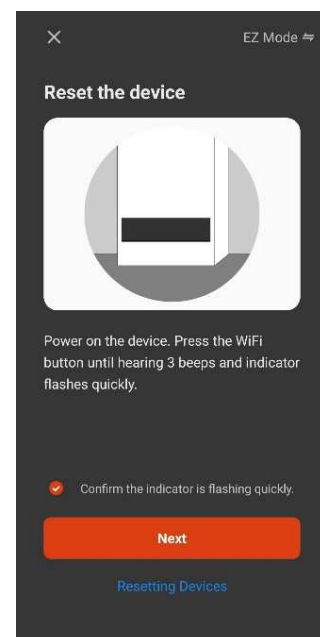 EZ Mode ⇋
Reset the device
Power on the device. Press the WiFi
button until hearing 3 beeps and indicator
flashes quickly.
Confirm the indicator is flashing quickly.
Next
Resetting Devices